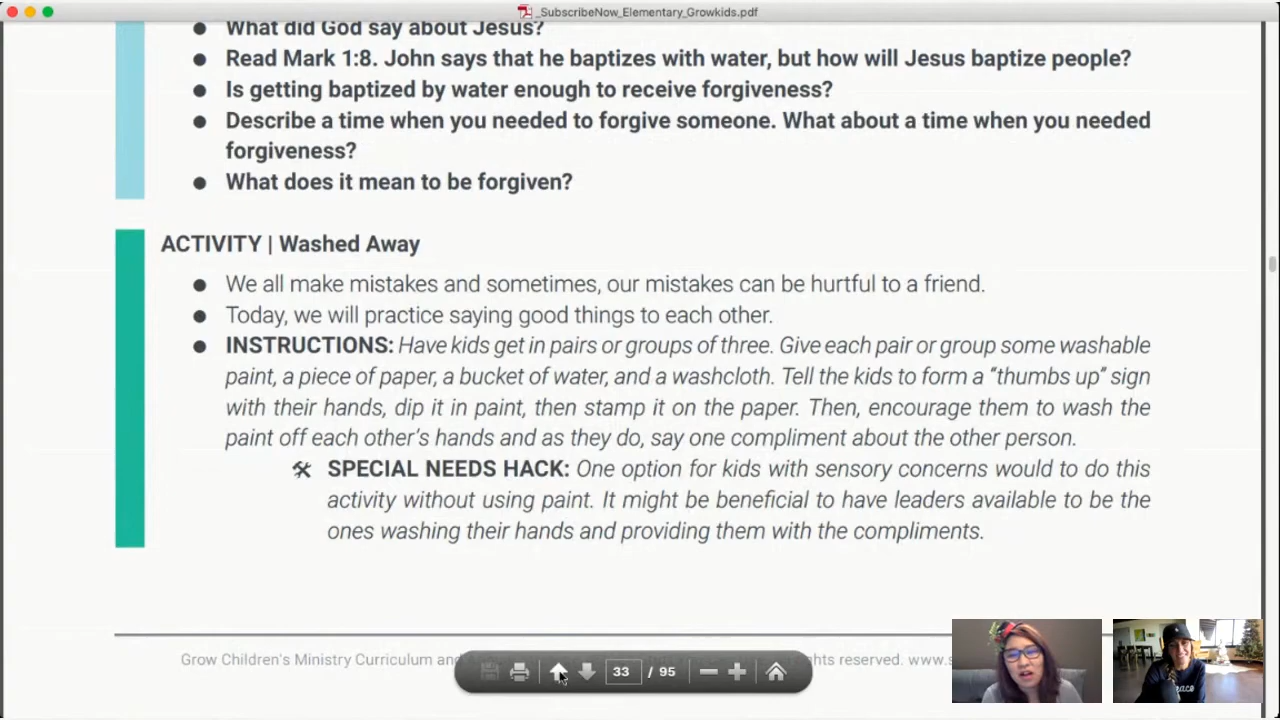 _SubscribeNow_Elementary_Growkids.pdf
● What did God say about Jesus?
● Read Mark 1:8. John says that he baptizes with water, but how will Jesus baptize people?
● Is getting baptized by water enough to receive forgiveness?
● Describe a time when you needed to forgive someone. What about a time when you needed
forgiveness?
● What does it mean to be forgiven?
ACTIVITY | Washed Away
● We all make mistakes and sometimes, our mistakes can be hurtful to a friend.
● Today, we will practice saying good things to each other.
● INSTRUCTIONS: Have kids get in pairs or groups of three. Give each pair or group some washable
paint, a piece of paper, a bucket of water, and a washcloth. Tell the kids to form a “thumbs up” sign
with their hands, dip it in paint, then stamp it on the paper. Then, encourage them to wash the
paint off each other’s hands and as they do, say one compliment about the other person.
SPECIAL NEEDS HACK: One option for kids with sensory concerns would to do this
activity without using paint. It might be beneficial to have leaders available to be the
ones washing their hands and providing them with the compliments.
Grow Children's Ministry Curriculum and rights reserved. www.s
33 / 95